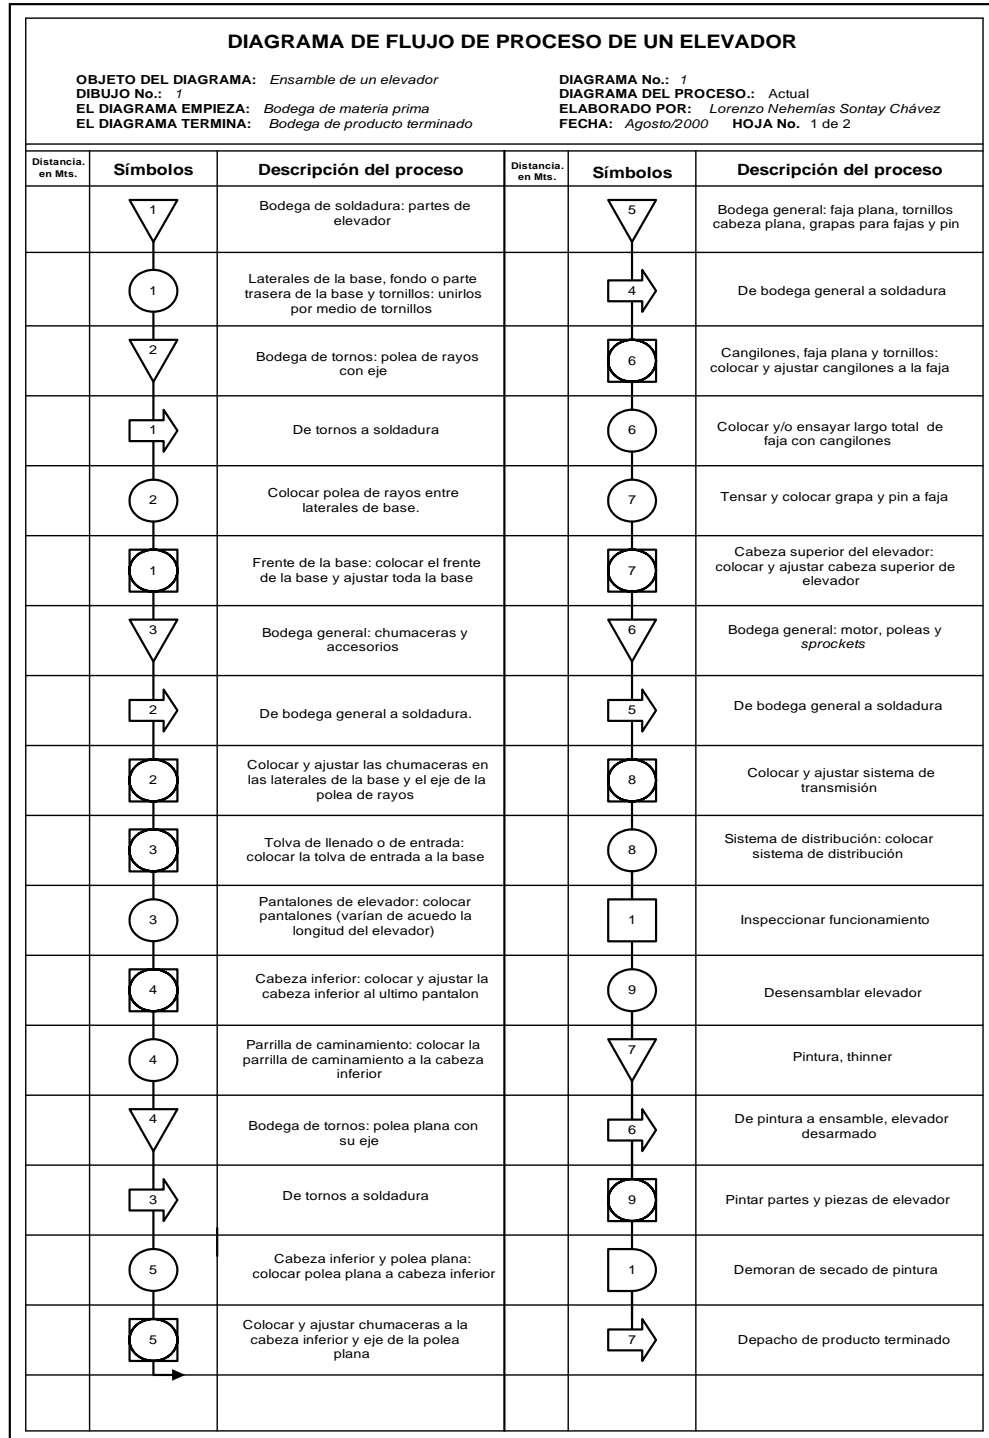 DIAGRAMA DE FLUJO DE PROCESO DE UN ELEVADOR
OBJETO DEL DIAGRAMA: Ensamble de un elevador
DIBUJO No.: 1
EL DIAGRAMA EMPIEZA: Bodega de materia prima
EL DIAGRAMA TERMINA: Bodega de producto terminado
DIAGRAMA No.: 1
DIAGRAMA DEL PROCESO.: Actual
ELABORADO POR: Lorenzo Nehemías Sontay Chávez
FECHA: Agosto/2000 HOJA No. 1 de 2
Distancia.
en Mts.
Símbolos
Descripción del proceso
1
Bodega de soldadura: partes de
elevador
1
Laterales de la base, fondo o parte
trasera de la base y tornillos: unirlos
por medio de tornillos
2
Bodega de tornos: polea de rayos
con eje
1
De tornos a soldadura
2
Colocar polea de rayos entre
laterales de base.
1
Frente de la base: colocar el frente
de la base y ajustar toda la base
3
Bodega general: chumaceras y
accesorios
2
De bodega general a soldadura.
2
Colocar y ajustar las chumaceras en
las laterales de la base y el eje de la
polea de rayos
3
Tolva de llenado o de entrada:
colocar la tolva de entrada a la base
3
Pantalones de elevador: colocar
pantalones (varían de acuedo la
longitud del elevador)
4
Cabeza inferior: colocar y ajustar la
cabeza inferior al ultimo pantalon
4
Parrilla de caminamiento: colocar la
parrilla de caminamiento a la cabeza
inferior
4
Bodega de tornos: polea plana con
su eje
3
De tornos a soldadura
5
Cabeza inferior y polea plana:
colocar polea plana a cabeza inferior
5
Colocar y ajustar chumaceras a la
cabeza inferior y eje de la polea
plana
Distancia.
en Mts.
Símbolos
Descripción del proceso
5
Bodega general: faja plana, tornillos
cabeza plana, grapas para fajas y pin
4
De bodega general a soldadura
6
Cangilones, faja plana y tornillos:
colocar y ajustar cangilones a la faja
6
Colocar y/o ensayar largo total de
faja con cangilones
7
Tensar y colocar grapa y pin a faja
7
Cabeza superior del elevador:
colocar y ajustar cabeza superior de
elevador
6
Bodega general: motor, poleas y
sprockets
5
De bodega general a soldadura
8
Colocar y ajustar sistema de
transmisión
8
Sistema de distribución: colocar
sistema de distribución
1
Inspeccionar funcionamiento
9
Desensamblar elevador
7
Pintura, thinner
6
De pintura a ensamble, elevador
desarmado
9
Pintar partes y piezas de elevador
1
Demoran de secado de pintura
7
Depacho de producto terminado